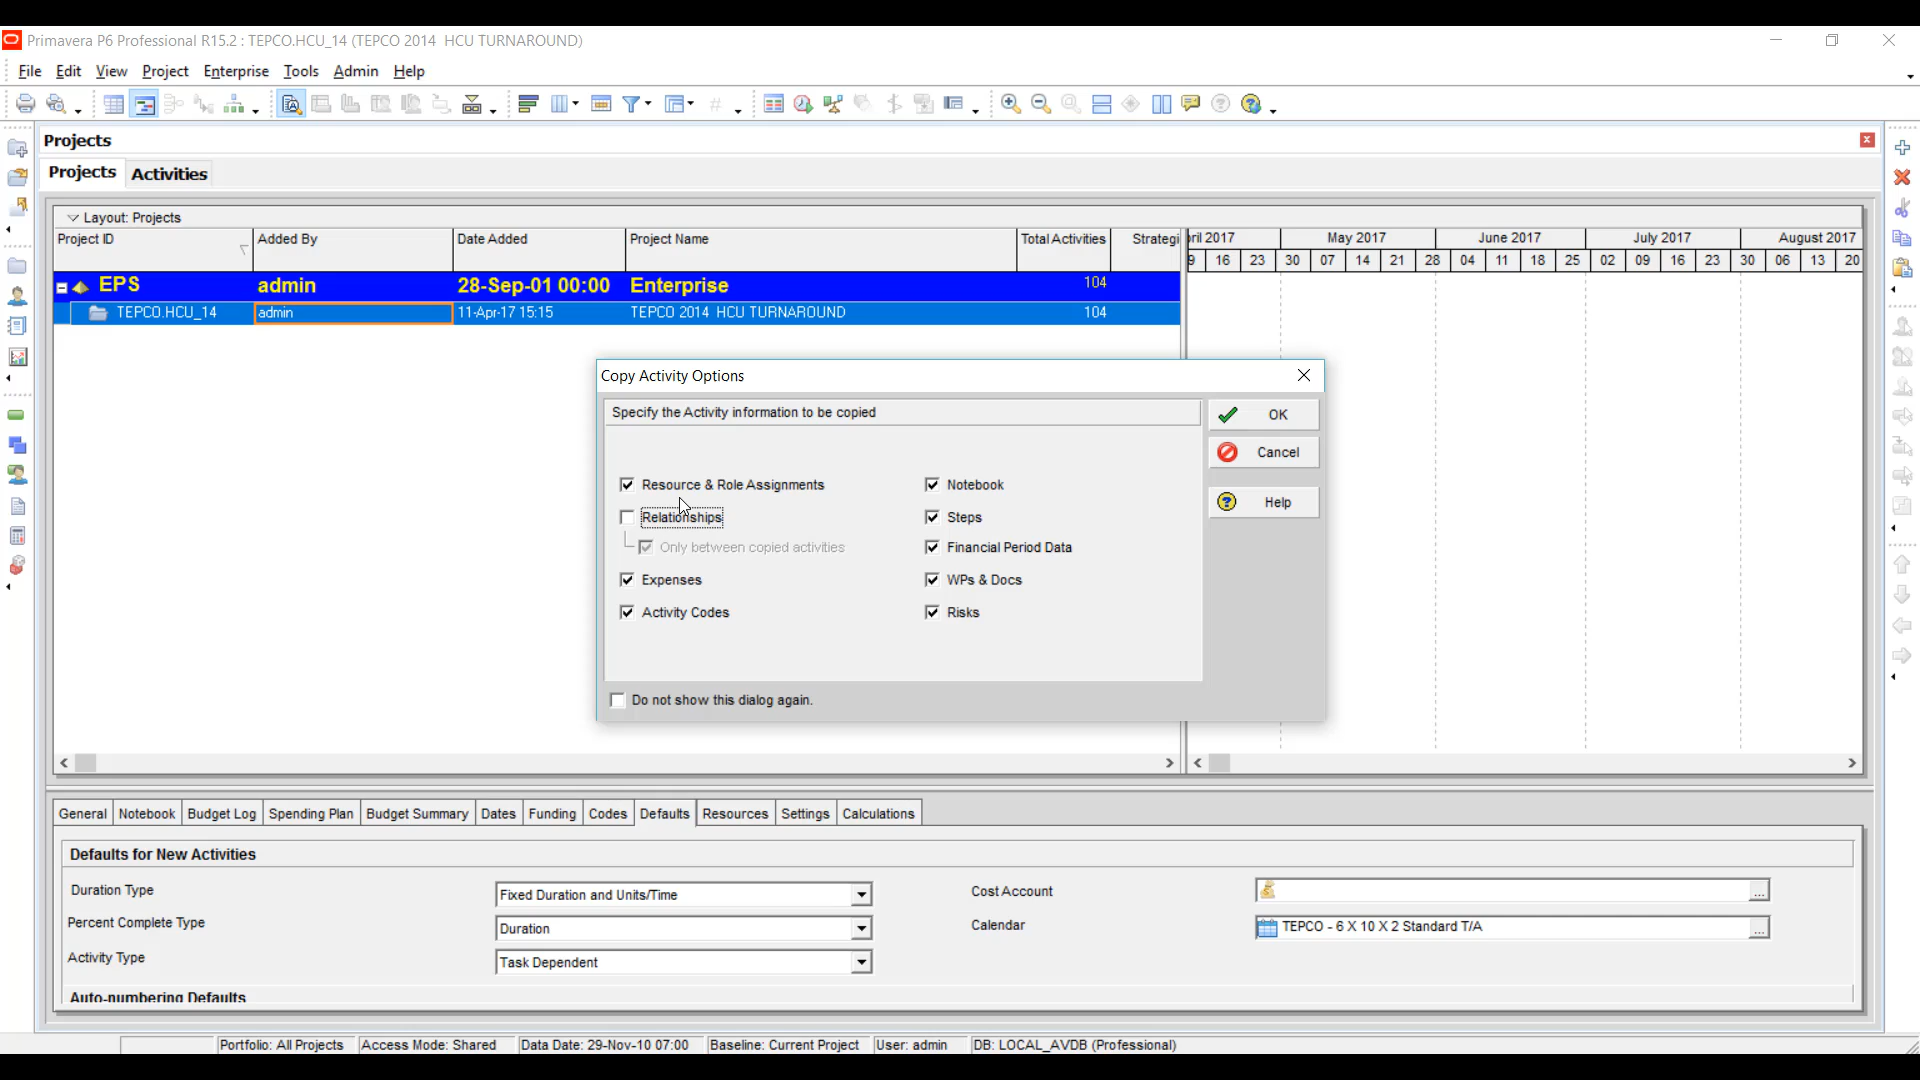 Primavera P6 Professional R15.2 : TEPCO.HCU_14 (TEPCO 2014 HCU TURNAROUND)
File Edit View Project Enterprise Tools Admin Help
Projects
Projects Activities
Layout: Projects
Project ID Added By Date Added Project Name Total Activities Strategi
ril 2017 May 2017 June 2017 July 2017 August 2017
9 16 23 30 07 14 21 28 04 11 18 25 02 09 16 23 30 06 13 20
EPS admin 28-Sep-01 00:00 Enterprise 104
TEPCO.HCU_14 admin 11-Apr-17 15:15 TEPCO 2014 HCU TURNAROUND 104
Copy Activity Options
Specify the Activity information to be copied
OK
Cancel
Help
Resource & Role Assignments Notebook
Relationships Steps
Only between copied activities Financial Period Data
Expenses WPs & Docs
Activity Codes Risks
Do not show this dialog again.
General Notebook Budget Log Spending Plan Budget Summary Dates Funding Codes Defaults Resources Settings Calculations
Defaults for New Activities
Duration Type Fixed Duration and Units/Time Cost Account ...
Percent Complete Type Duration Calendar TEPCO - 6 X 10 X 2 Standard T/A ...
Activity Type Task Dependent
Auto-numbering Defaults
Portfolio: All Projects Access Mode: Shared Data Date: 29-Nov-10 07:00 Baseline: Current Project User: admin DB: LOCAL_AVDB (Professional)